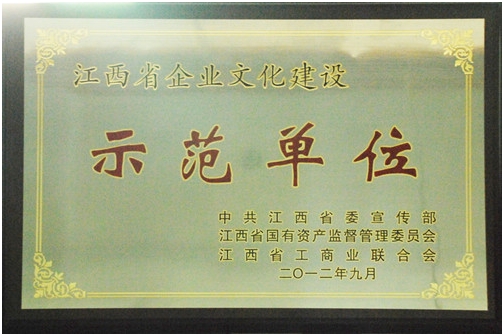 江西省企业文化建设
示范单位
中共江西省委宣传部
江西省国有资产监督管理委员会
江西省工商业联合会
二〇一二年九月